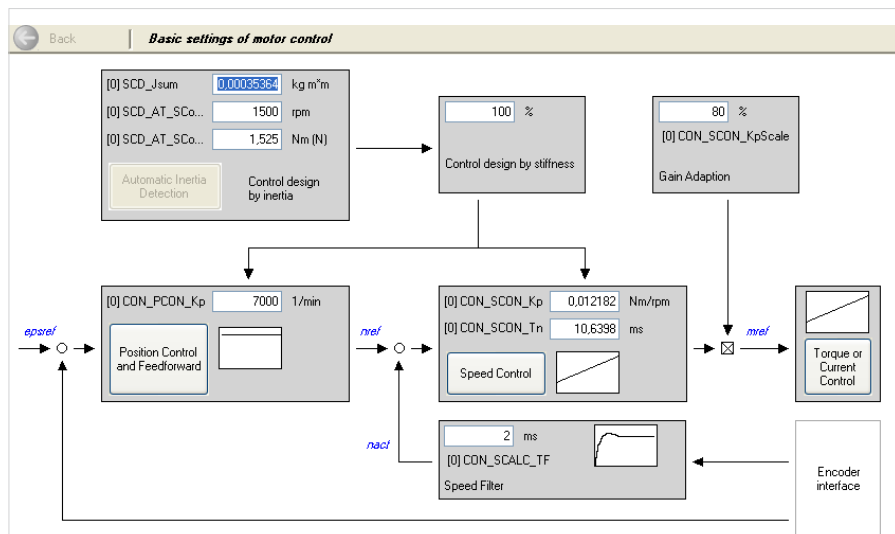 Back
Basic settings of motor control
[0] SCD_Jsum 0,00035364 kg m*m
[0] SCD_AT_SCo... 1500 rpm
[0] SCD_AT_SCo... 1,525 Nm (N)
Automatic Inertia
Detection
Control design
by inertia
100 %
Control design by stiffness
80 %
[0] CON_SCON_KpScale
Gain Adaption
epsref
[0] CON_PCON_Kp 7000 1/min
Position Control
and Feedforward
nref
[0] CON_SCON_Kp 0,012182 Nm/rpm
[0] CON_SCON_Tn 10,6398 ms
Speed Control
mref
Torque or
Current
Control
nact
2 ms
[0] CON_SCALC_TF
Speed Filter
Encoder
interface